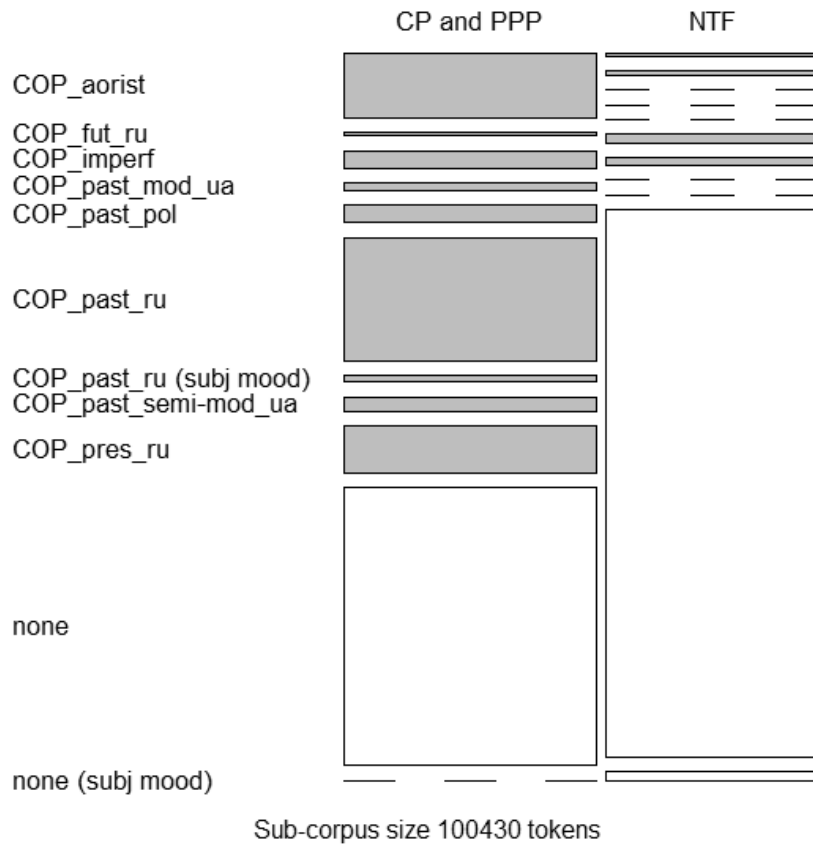 CP and PPP NTF
COP_aorist
COP_fut_ru
COP_imperf
COP_past_mod_ua
COP_past_pol
COP_past_ru
COP_past_ru (subj mood)
COP_past_semi-mod_ua
COP_pres_ru
none
none (subj mood)
Sub-corpus size 100430 tokens